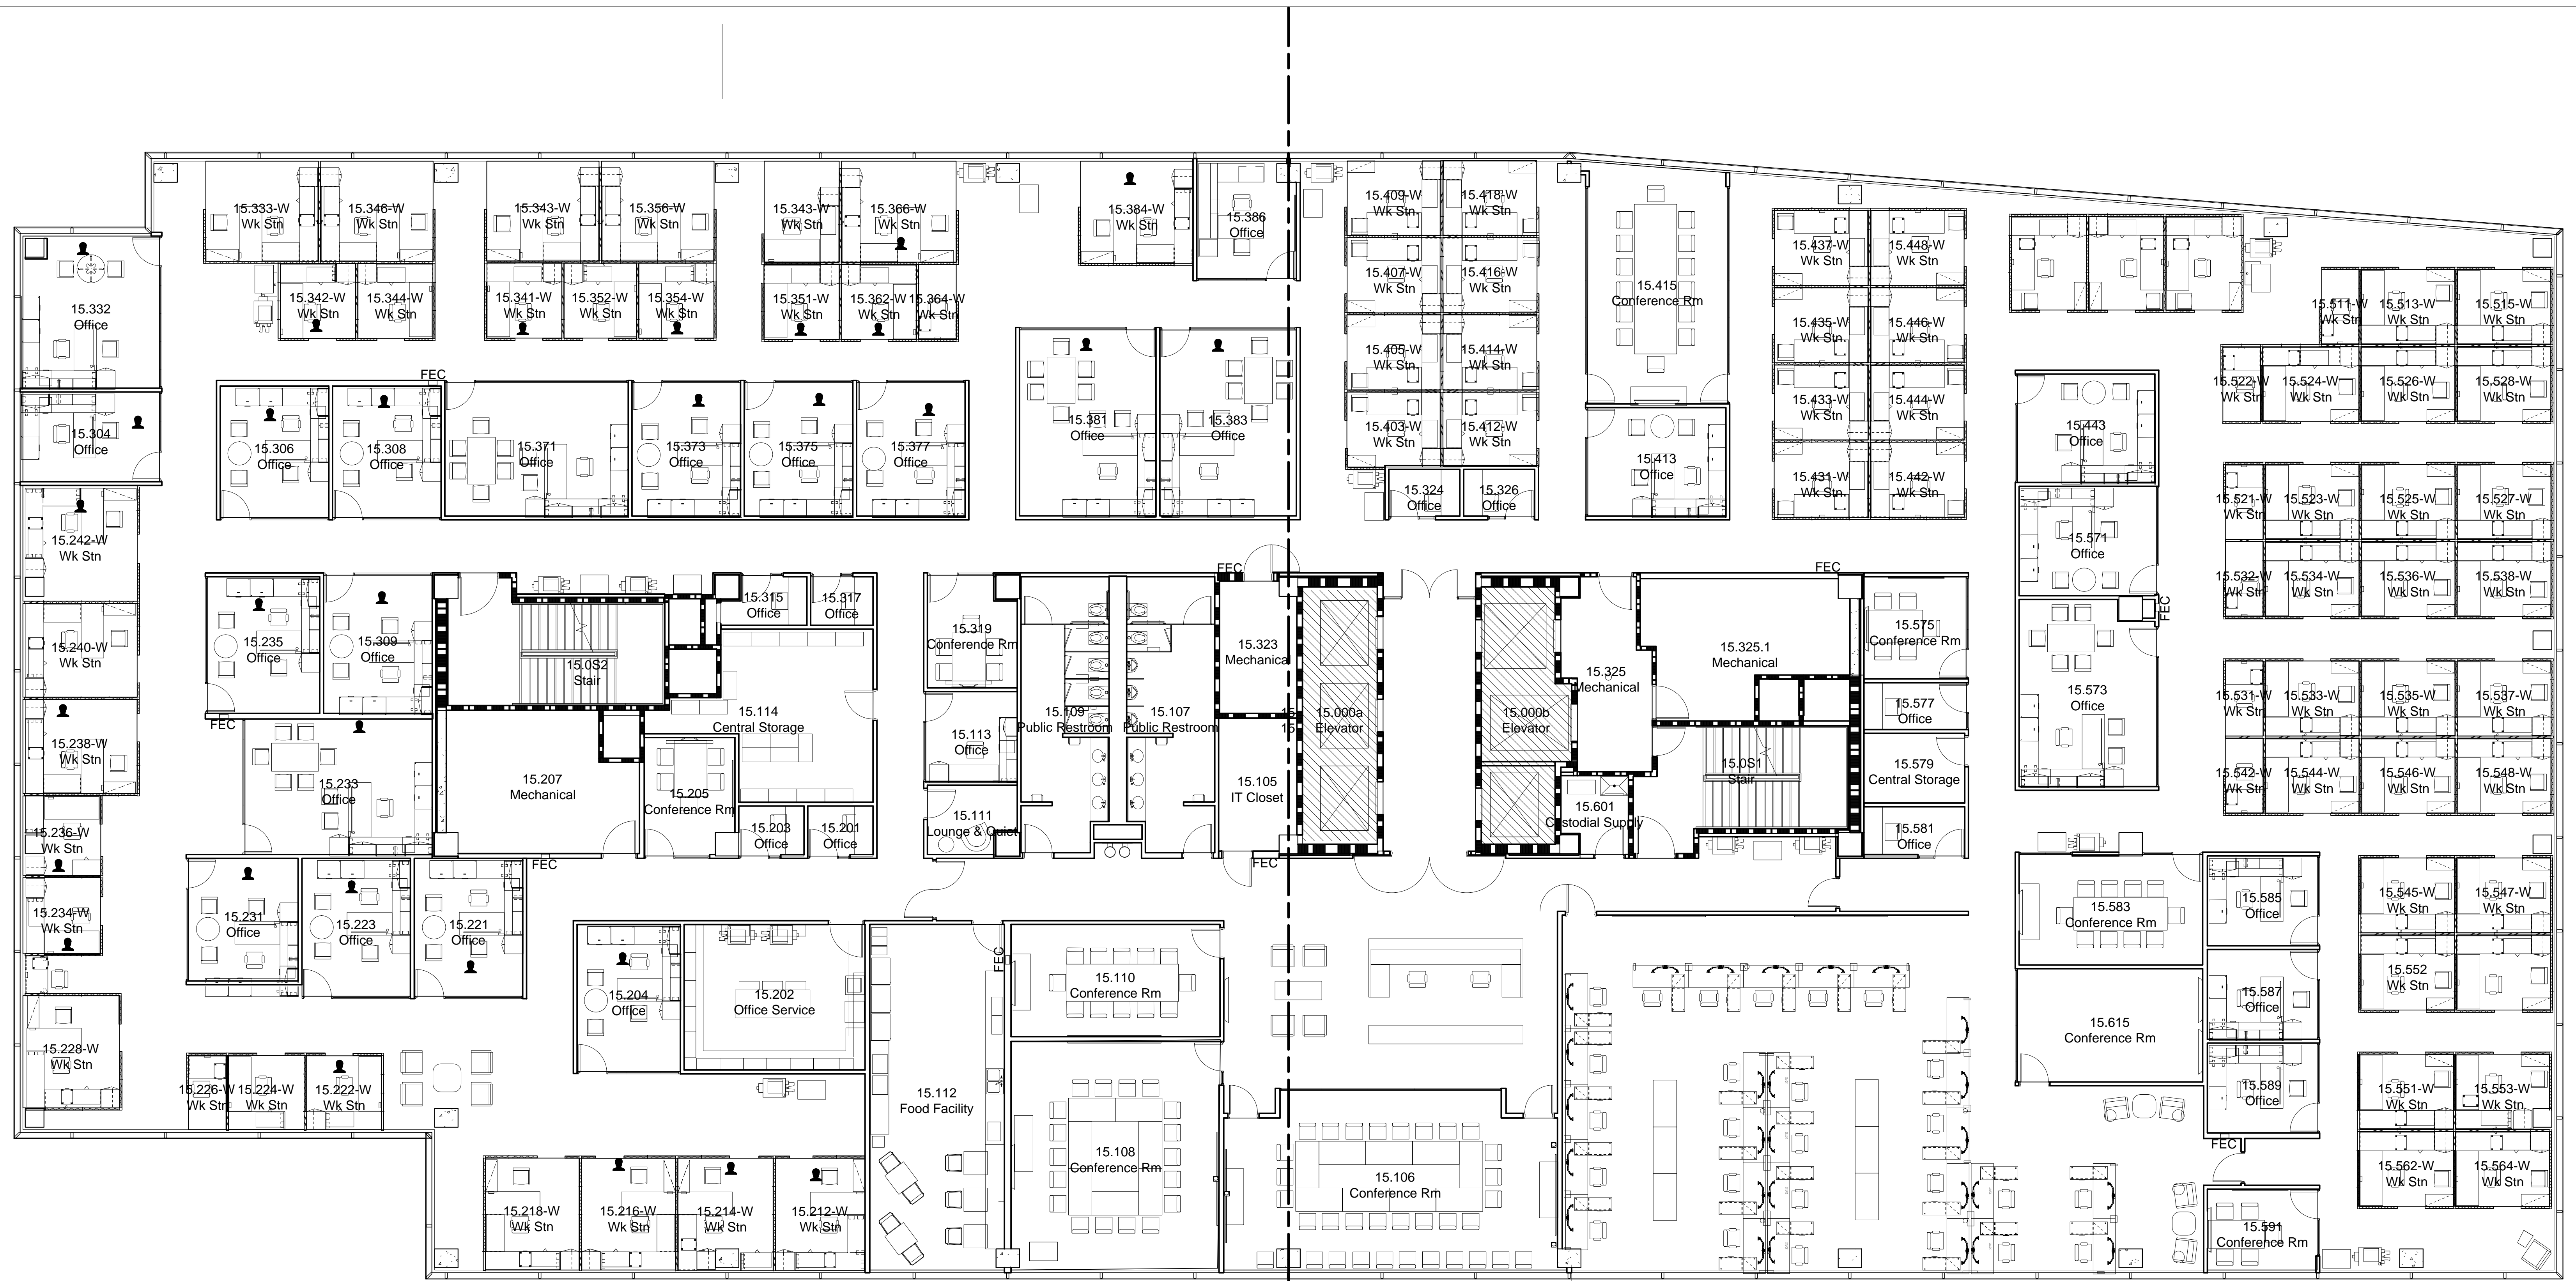 15.333-W
Wk Stn
15.346-W
Wk Stn
15.343-W
Wk Stn
15.356-W
Wk Stn
15.343-W
Wk Stn
15.366-W
Wk Stn
15.384-W
Wk Stn
15.386
Office
15.409-W
Wk Stn
15.418-W
Wk Stn
15.342-W
Wk Stn
15.344-W
Wk Stn
15.341-W
Wk Stn
15.352-W
Wk Stn
15.354-W
Wk Stn
15.351-W
Wk Stn
15.362-W
Wk Stn
15.364-W
Wk Stn
15.407-W
Wk Stn
15.416-W
Wk Stn
15.405-W
Wk Stn
15.414-W
Wk Stn
15.403-W
Wk Stn
15.412-W
Wk Stn
15.415
Conference Rm
15.437-W
Wk Stn
15.448-W
Wk Stn
15.435-W
Wk Stn
15.446-W
Wk Stn
15.433-W
Wk Stn
15.444-W
Wk Stn
15.431-W
Wk Stn
15.442-W
Wk Stn
15.511-W
Wk Stn
15.513-W
Wk Stn
15.515-W
Wk Stn
15.522-W
Wk Stn
15.524-W
Wk Stn
15.526-W
Wk Stn
15.528-W
Wk Stn
15.332
Office
15.304
Office
FEC
15.306
Office
15.308
Office
15.371
Office
15.373
Office
15.375
Office
15.377
Office
15.381
Office
15.383
Office
15.324
Office
15.326
Office
15.413
Office
15.443
Office
15.571
Office
15.521-W
Wk Stn
15.523-W
Wk Stn
15.525-W
Wk Stn
15.527-W
Wk Stn
15.532-W
Wk Stn
15.534-W
Wk Stn
15.536-W
Wk Stn
15.538-W
Wk Stn
15.242-W
Wk Stn
15.240-W
Wk Stn
15.238-W
Wk Stn
15.236-W
Wk Stn
15.234-W
Wk Stn
15.228-W
Wk Stn
15.235
Office
15.309
Office
FEC
15.233
Office
15.0S2
Stair
15.207
Mechanical
15.315
Office
15.317
Office
15.114
Central Storage
15.205
Conference Rm
15.203
Office
15.201
Office
15.319
Conference Rm
15.113
Office
15.111
Lounge & Quiet
15.109
Public Restroom
15.107
Public Restroom
FEC
15.323
Mechanical
15
15
15.105
IT Closet
FEC
15.000a
Elevator
15.000b
Elevator
15.325
Mechanical
FEC
15.325.1
Mechanical
15.0S1
Stair
15.601
Custodial Supply
15.575
Conference Rm
15.577
Office
15.579
Central Storage
15.581
Office
FEC
15.573
Office
15.531-W
Wk Stn
15.533-W
Wk Stn
15.535-W
Wk Stn
15.537-W
Wk Stn
15.542-W
Wk Stn
15.544-W
Wk Stn
15.546-W
Wk Stn
15.548-W
Wk Stn
FEC
15.231
Office
15.223
Office
15.221
Office
15.204
Office
15.202
Office Service
FEC
15.112
Food Facility
15.110
Conference Rm
15.108
Conference Rm
15.106
Conference Rm
15.583
Conference Rm
15.585
Office
15.615
Conference Rm
15.587
Office
15.589
Office
FEC
15.591
Conference Rm
15.545-W
Wk Stn
15.547-W
Wk Stn
15.552
Wk Stn
15.551-W
Wk Stn
15.553-W
Wk Stn
15.562-W
Wk Stn
15.564-W
Wk Stn
15.226-W
Wk Stn
15.224-W
Wk Stn
15.222-W
Wk Stn
15.218-W
Wk Stn
15.216-W
Wk Stn
15.214-W
Wk Stn
15.212-W
Wk Stn